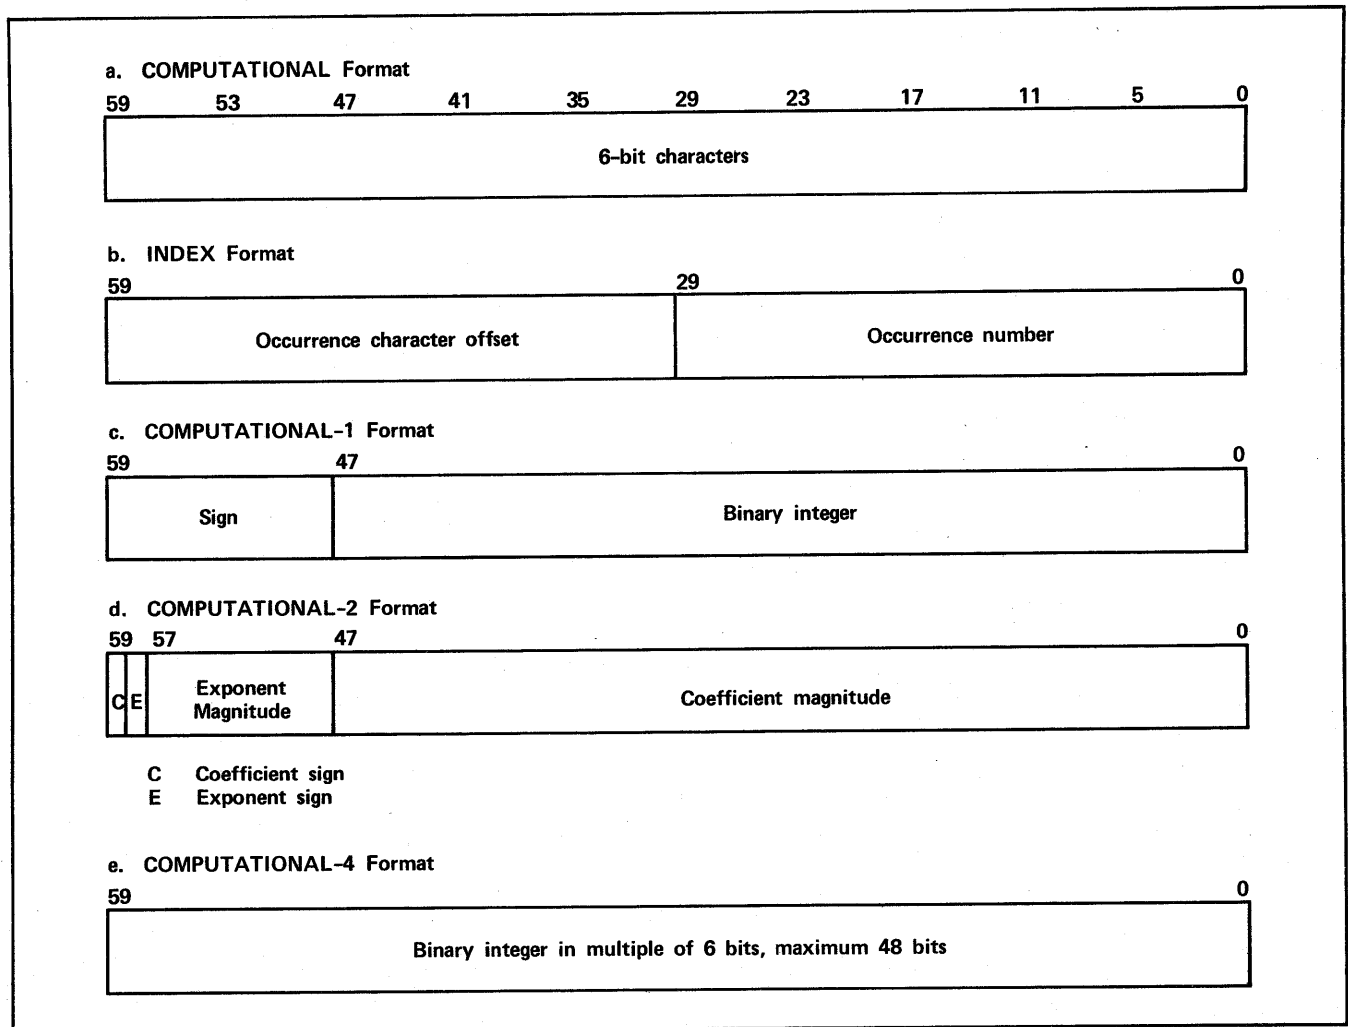 a. COMPUTATIONAL Format
59 53 47 41 35 29 23 17 11 5 0
6-bit characters
b. INDEX Format
59 29 0
Occurrence character offset Occurrence number
c. COMPUTATIONAL-1 Format
59 47 0
Sign Binary integer
d. COMPUTATIONAL-2 Format
59 57 47 0
C E Exponent Magnitude Coefficient magnitude
C Coefficient sign
E Exponent sign
e. COMPUTATIONAL-4 Format
59 0
Binary integer in multiple of 6 bits, maximum 48 bits